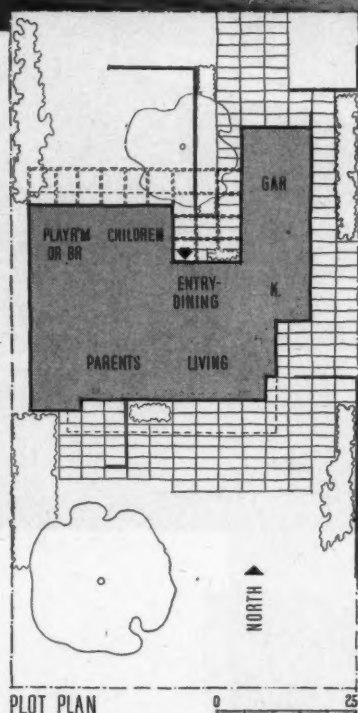 GAR
PLAYR'M CHILDREN
OR BR
ENTRY-
DINING
K.
PARENTS LIVING
NORTH
PLOT PLAN 0 25